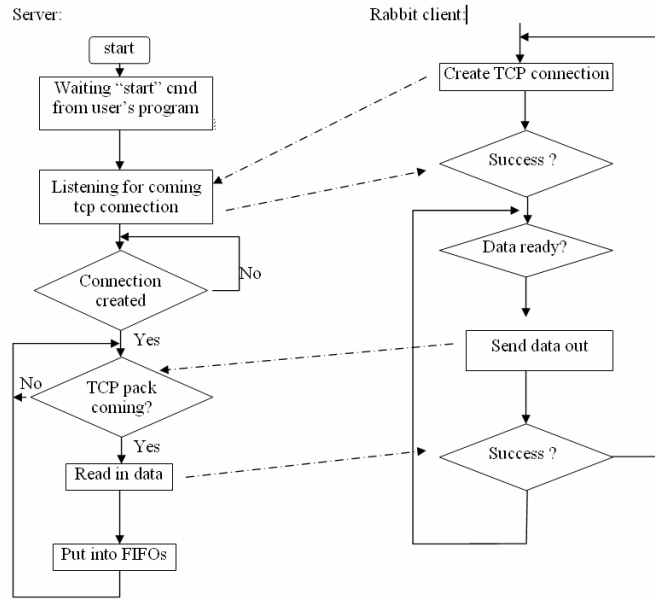 Server:
start
Waiting “start” cmd
from user’s program
Listening for coming
tcp connection
Connection
created
No
Yes
TCP pack
coming?
No
Yes
Read in data
Put into FIFOs
Rabbit client:
Create TCP connection
Success ?
Data ready?
Send data out
Success ?